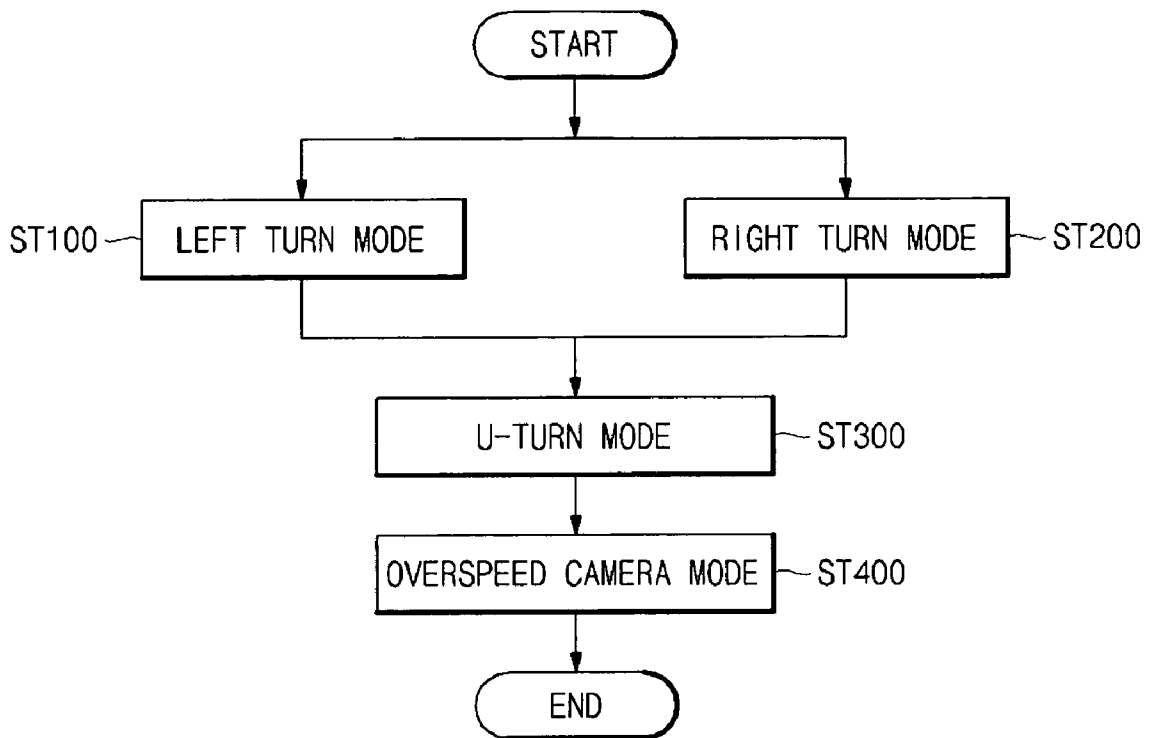 START
ST100
LEFT TURN MODE
RIGHT TURN MODE
ST200
U-TURN MODE
ST300
OVERSPEED CAMERA MODE
ST400
END